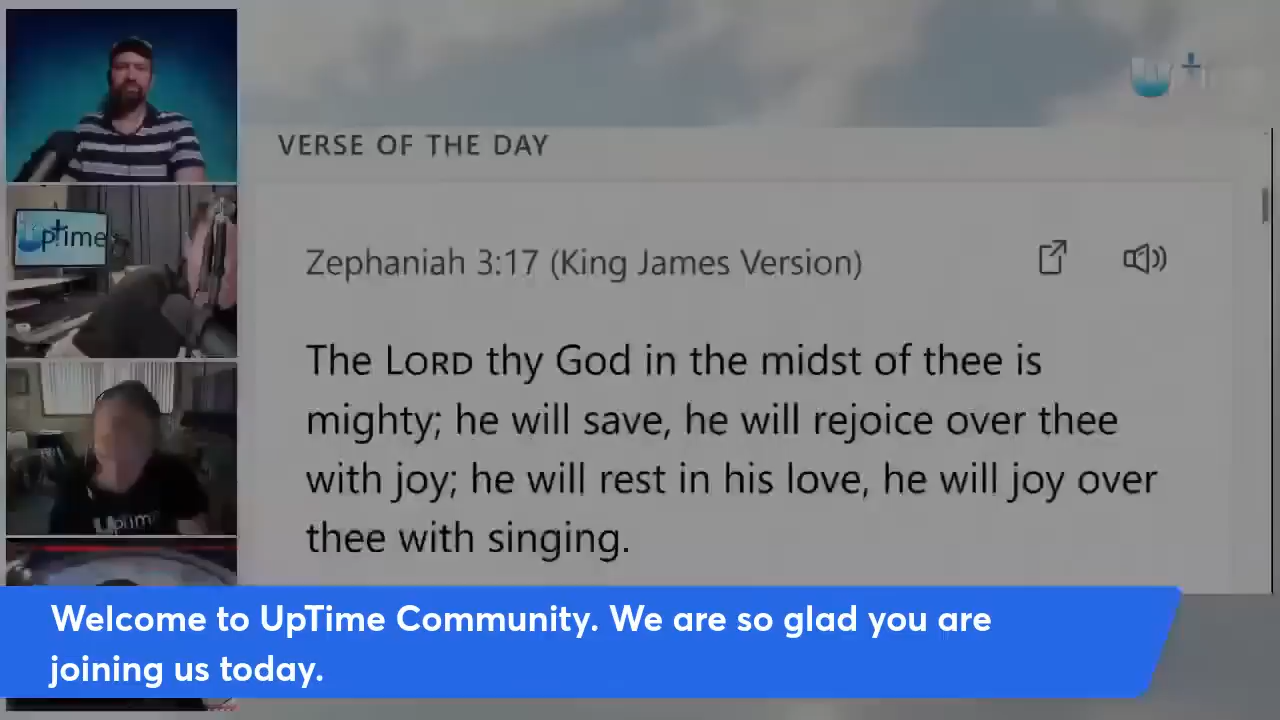 UpTime
VERSE OF THE DAY
UpTime
Zephaniah 3:17 (King James Version)
The LORD thy God in the midst of thee is
mighty; he will save, he will rejoice over thee
with joy; he will rest in his love, he will joy over
thee with singing.
UpTime
Welcome to UpTime Community. We are so glad you are
joining us today.